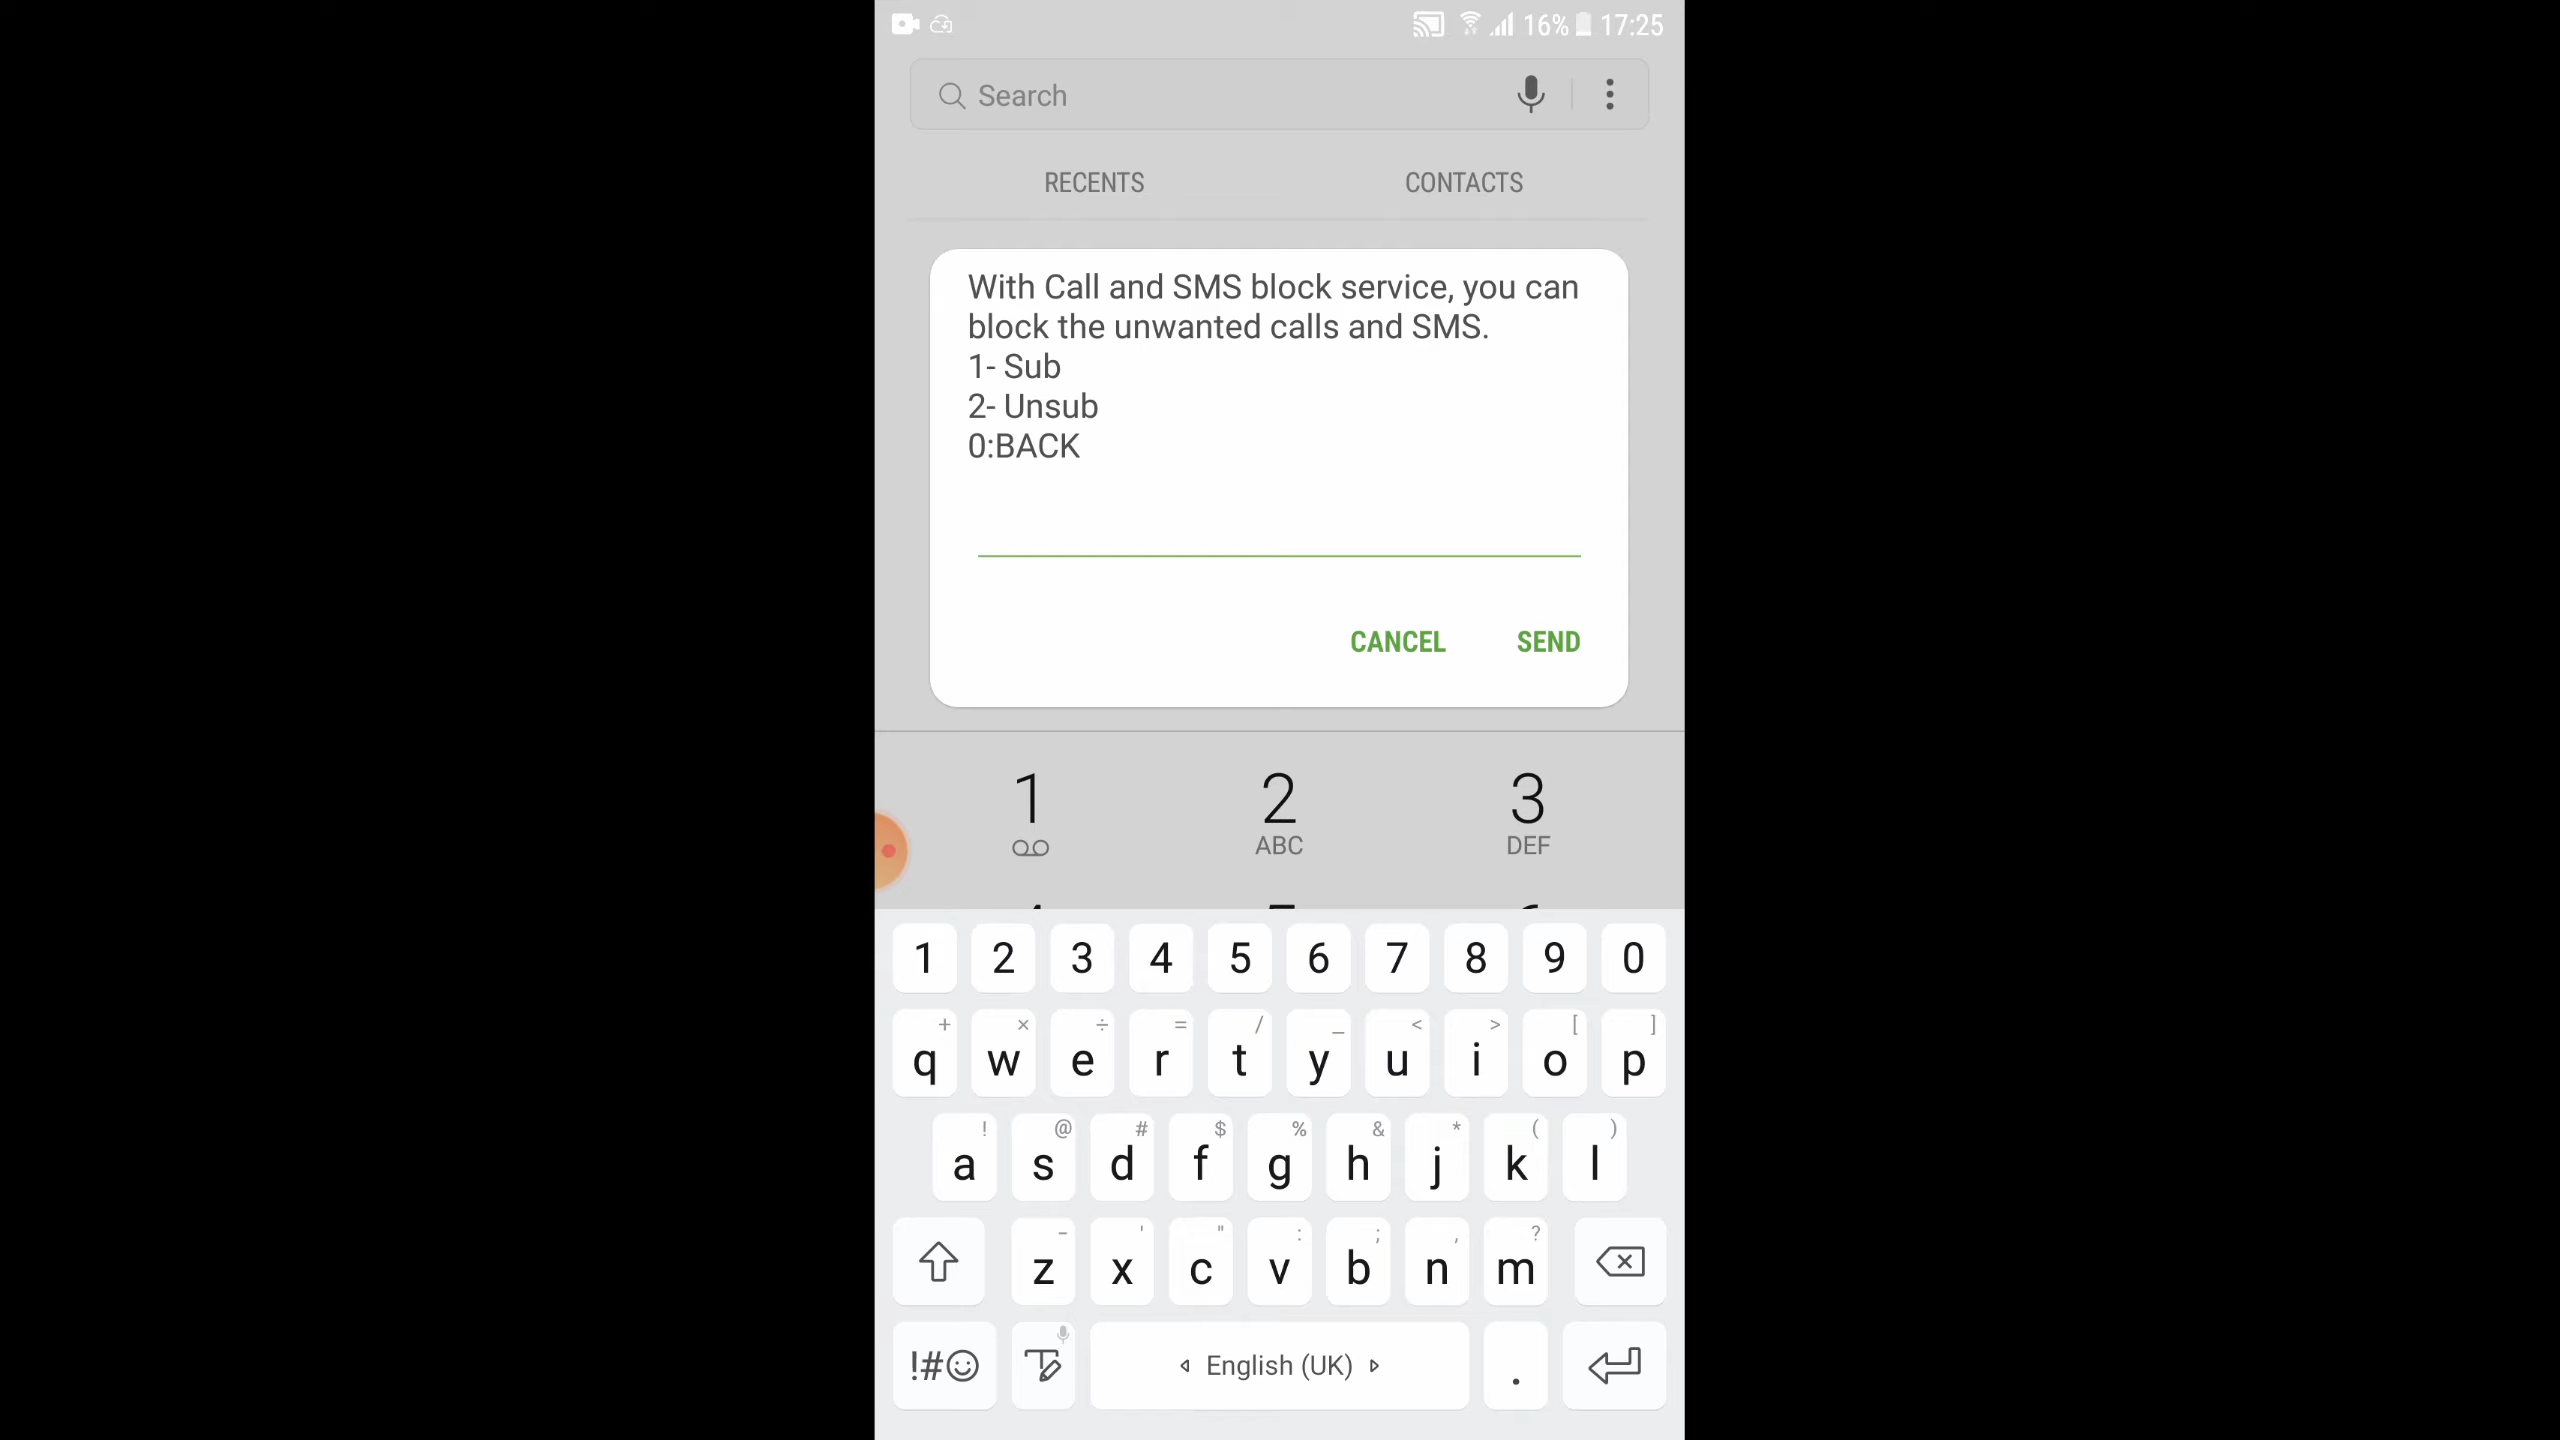 16% 17:25
Search
RECENTS CONTACTS
With Call and SMS block service, you can
block the unwanted calls and SMS.
1- Sub
2- Unsub
0:BACK
CANCEL SEND
1 2 3
ABC DEF
1 2 3 4 5 6 7 8 9 0
+ × ÷ = / _ < > [ ]
q w e r t y u i o p
! @ # $ % & * ( )
a s d f g h j k l
- ' " : ; , ?
z x c v b n m
!#☺ English (UK) .